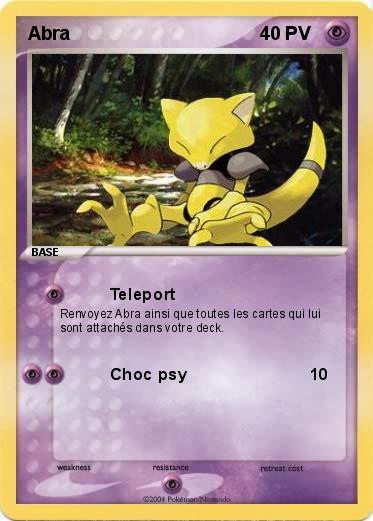 Abra 40 PV
BASE
Teleport
Renvoyez Abra ainsi que toutes les cartes qui lui
sont attachés dans votre deck.
Choc psy 10
weakness resistance retreat cost
©2004 Pokémon/Nintendo